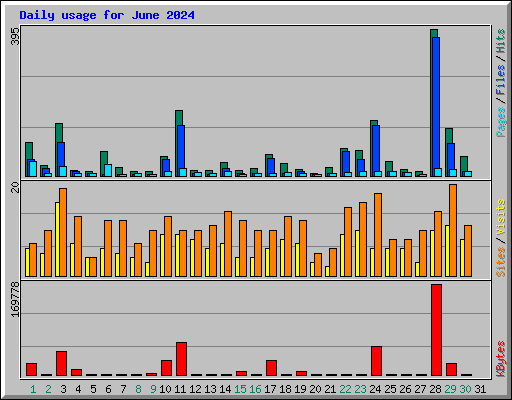 Daily usage for June 2024
395
Pages / Files / Hits
20
Sites / Visits
169778
KBytes
1 2 3 4 5 6 7 8 9 10 11 12 13 14 15 16 17 18 19 20 21 22 23 24 25 26 27 28 29 30 31